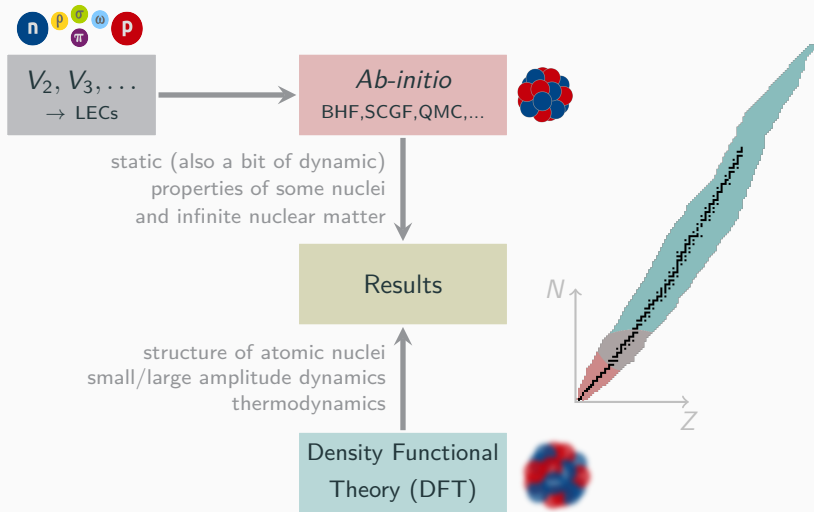 n ρ σ ω π p
V₂, V₃, ...
→ LECs
Ab-initio
BHF,SCGF,QMC,...
static (also a bit of dynamic)
properties of some nuclei
and infinite nuclear matter
Results
structure of atomic nuclei
small/large amplitude dynamics
thermodynamics
Density Functional
Theory (DFT)
N
Z